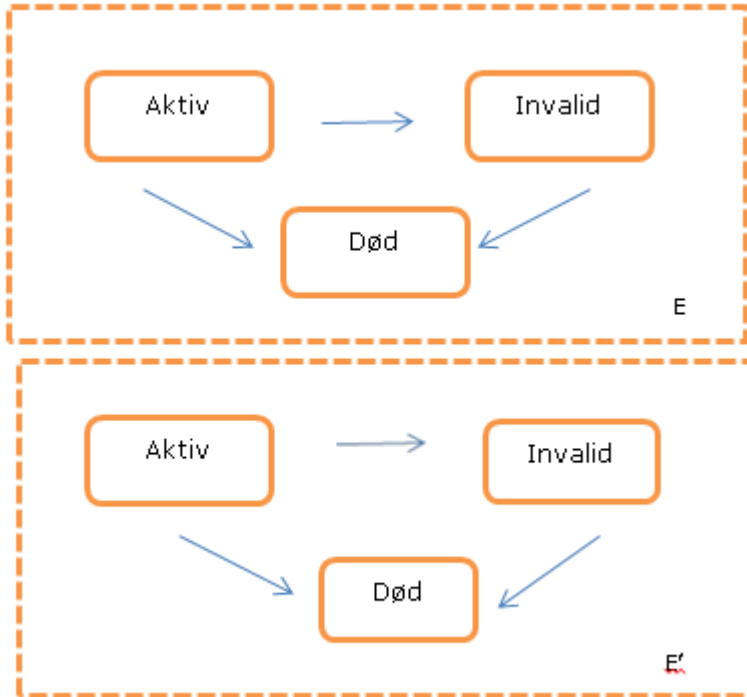 Aktiv
Invalid
Død
E
Aktiv
Invalid
Død
E’